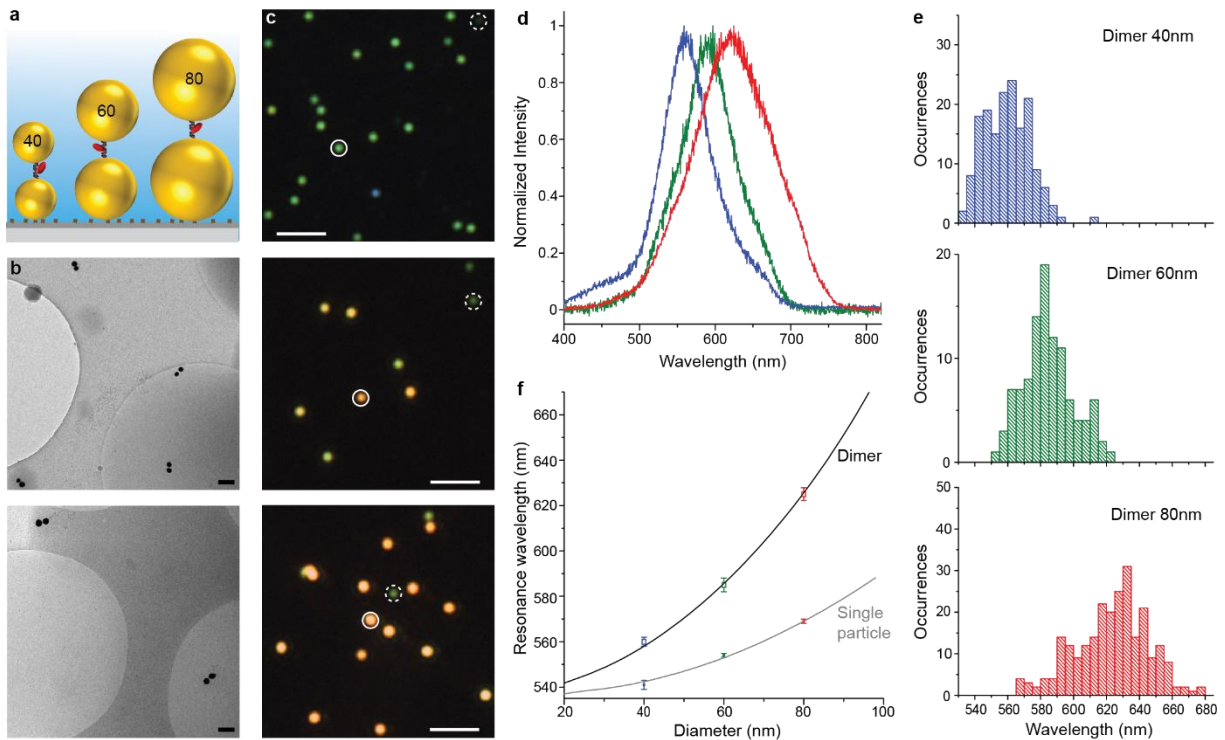 a
40
60
80
b
c
d
1
0.8
0.6
0.4
0.2
0
Normalized Intensity
400
500
600
700
800
Wavelength (nm)
e
30
20
10
0
Occurrences
Dimer 40nm
20
10
0
Occurrences
Dimer 60nm
50
40
30
20
10
0
Occurrences
Dimer 80nm
540
560
580
600
620
640
660
680
Wavelength (nm)
f
660
640
620
600
580
560
540
Resonance wavelength (nm)
Dimer
Single
particle
20
40
60
80
100
Diameter (nm)